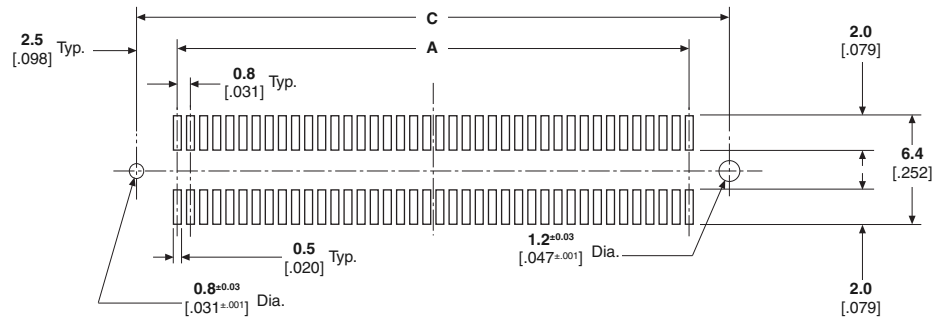 C
2.5
[.098] Typ.
2.0
[.079]
A
0.8
[.031] Typ.
6.4
[.252]
0.5
[.020] Typ.
1.2±0.03
[.047±.001] Dia.
0.8±0.03
[.031±.001] Dia.
2.0
[.079]